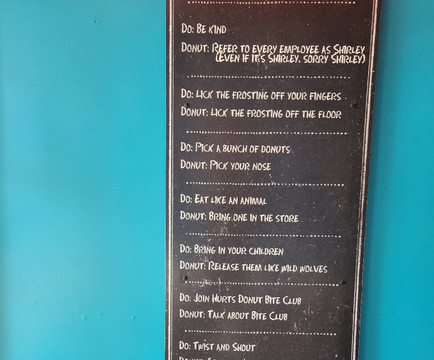 Do: Be kind
Donut: Refer to every employee as Shirley
(even if it's Shirley, sorry Shirley)
Do: Lick the frosting off your fingers
Donut: Lick the frosting off the floor
Do: Pick a bunch of donuts
Donut: Pick your nose
Do: Eat like an animal
Donut: Bring one in the store
Do: Bring in your children
Donut: Release them like wild wolves
Do: Join Hurts Donut Bite Club
Donut: Talk about Bite Club
Do: Twist and Shout